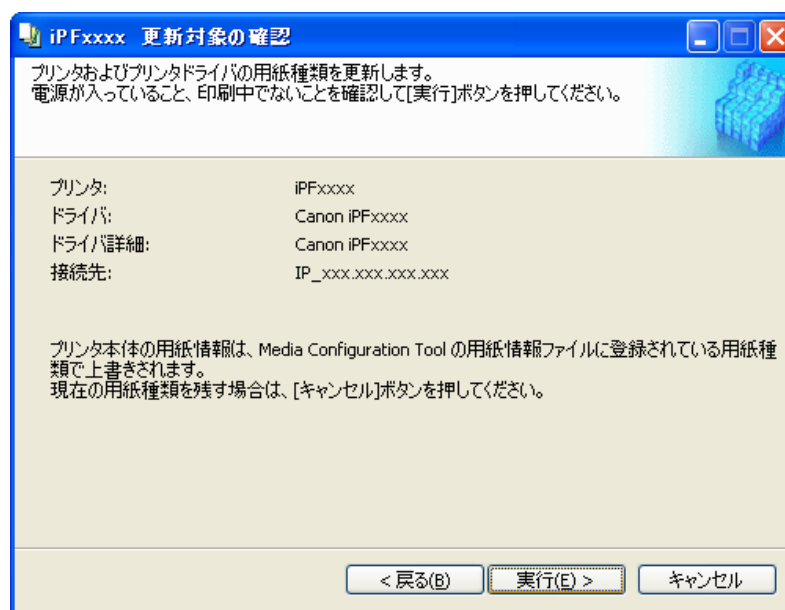 iPFxxxx 更新対象の確認
プリンタおよびプリンタドライバの用紙種類を更新します。
電源が入っていること、印刷中でないことを確認して[実行]ボタンを押してください。
プリンタ: iPFxxxx
ドライバ: Canon iPFxxxx
ドライバ詳細: Canon iPFxxxx
接続先: IP_xxx.xxx.xxx.xxx
プリンタ本体の用紙情報は、Media Configuration Tool の用紙情報ファイルに登録されている用紙種
類で上書きされます。
現在の用紙種類を残す場合は、[キャンセル]ボタンを押してください。
< 戻る(B) 実行(E) > キャンセル